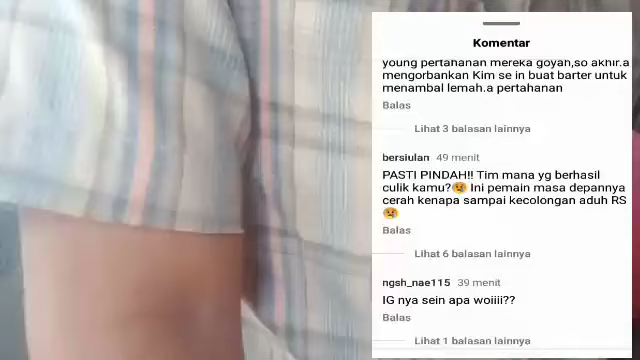 Komentar
young pertahanan mereka goyah,so akhir.a
mengorbankan Kim se in buat barter untuk
menambal lemah.a pertahanan
Balas
Lihat 3 balasan lainnya
bersiulan 49 menit
PASTI PINDAH!! Tim mana yg berhasil
culik kamu?😢 Ini pemain masa depannya
cerah kenapa sampai kecolongan aduh RS
😢
Balas
Lihat 6 balasan lainnya
ngsh_nae115 39 menit
IG nya sein apa woiiii??
Balas
Lihat 1 balasan lainnya